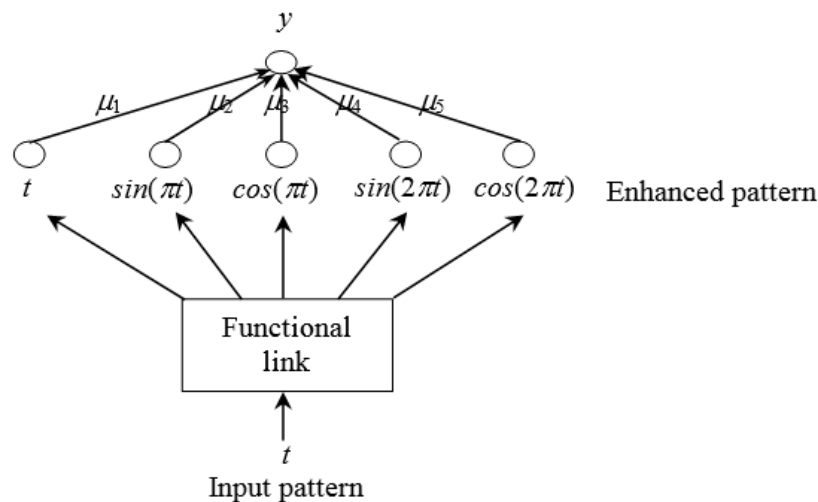 y
μ1 μ2 μ3 μ4 μ5
t sin(πt) cos(πt) sin(2πt) cos(2πt) Enhanced pattern
Functional
link
t
Input pattern